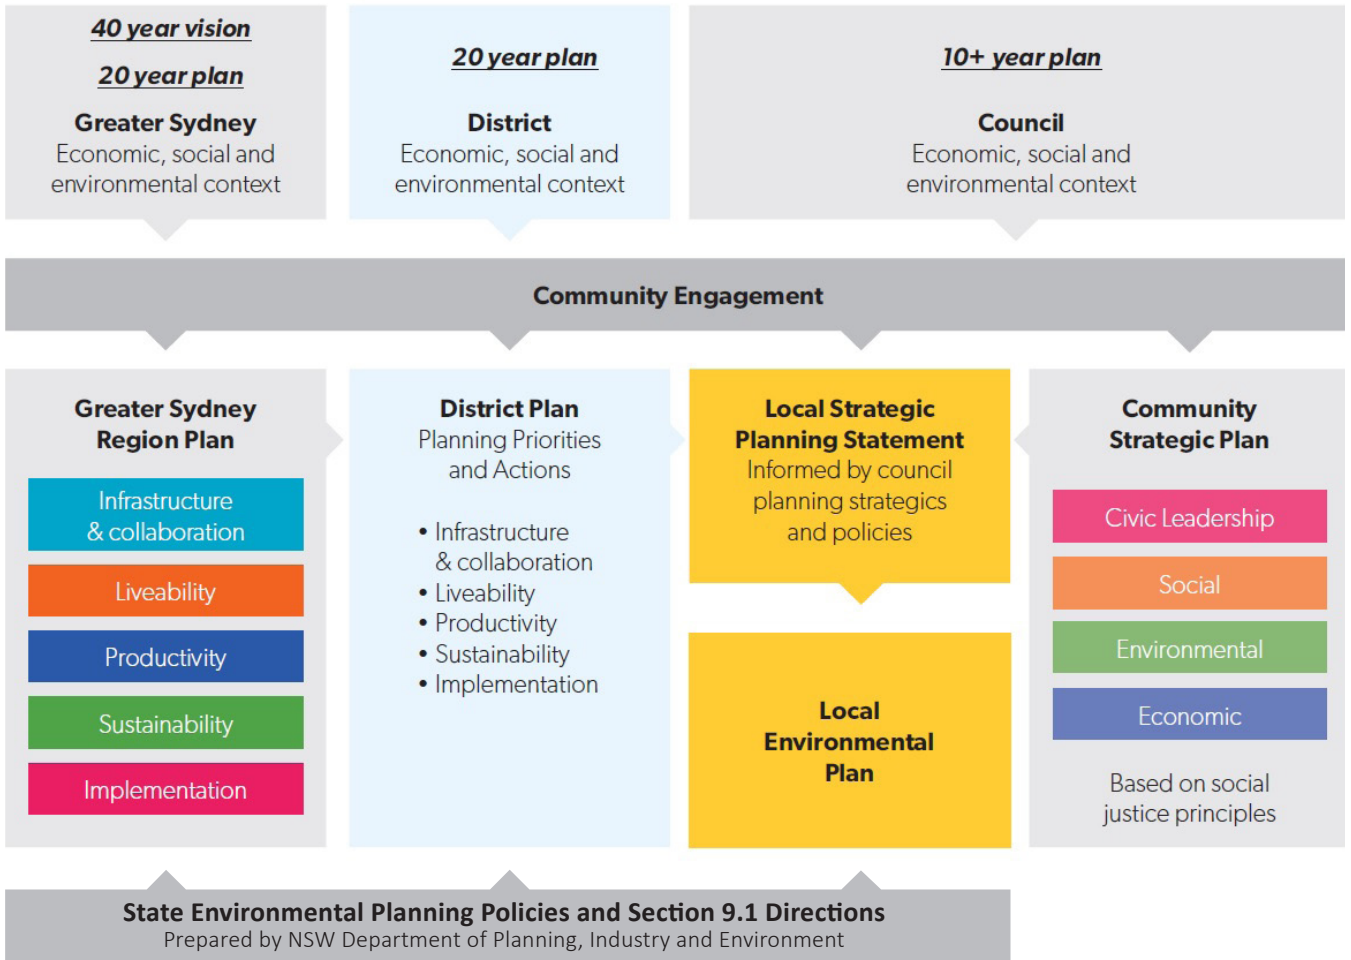 40 year vision
20 year plan
Greater Sydney
Economic, social and
environmental context
20 year plan
District
Economic, social and
environmental context
10+ year plan
Council
Economic, social and
environmental context
Community Engagement
Greater Sydney
Region Plan
Infrastructure
& collaboration
Liveability
Productivity
Sustainability
Implementation
District Plan
Planning Priorities
and Actions
• Infrastructure
& collaboration
• Liveability
• Productivity
• Sustainability
• Implementation
Local Strategic
Planning Statement
Informed by council
planning strategics
and policies
Local
Environmental
Plan
Community
Strategic Plan
Civic Leadership
Social
Environmental
Economic
Based on social
justice principles
State Environmental Planning Policies and Section 9.1 Directions
Prepared by NSW Department of Planning, Industry and Environment